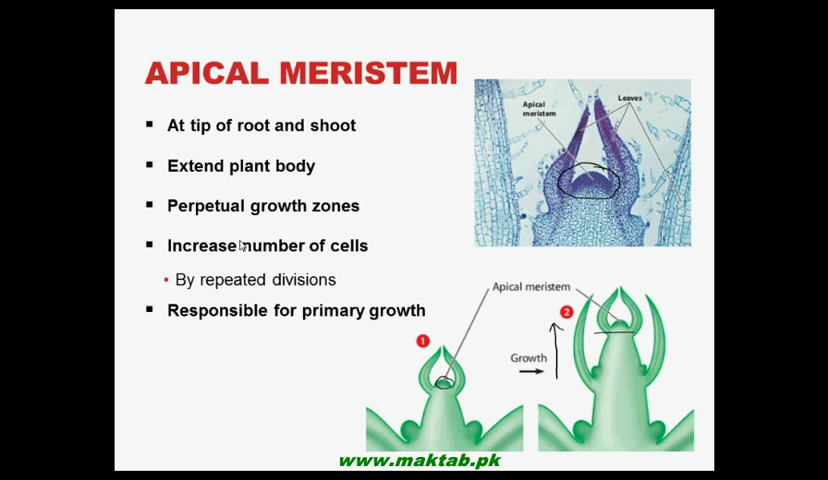 APICAL MERISTEM
At tip of root and shoot
Extend plant body
Perpetual growth zones
Increase number of cells
By repeated divisions
Responsible for primary growth
Apical
meristem
Leaves
Apical meristem
1
2
Growth
www.maktab.pk